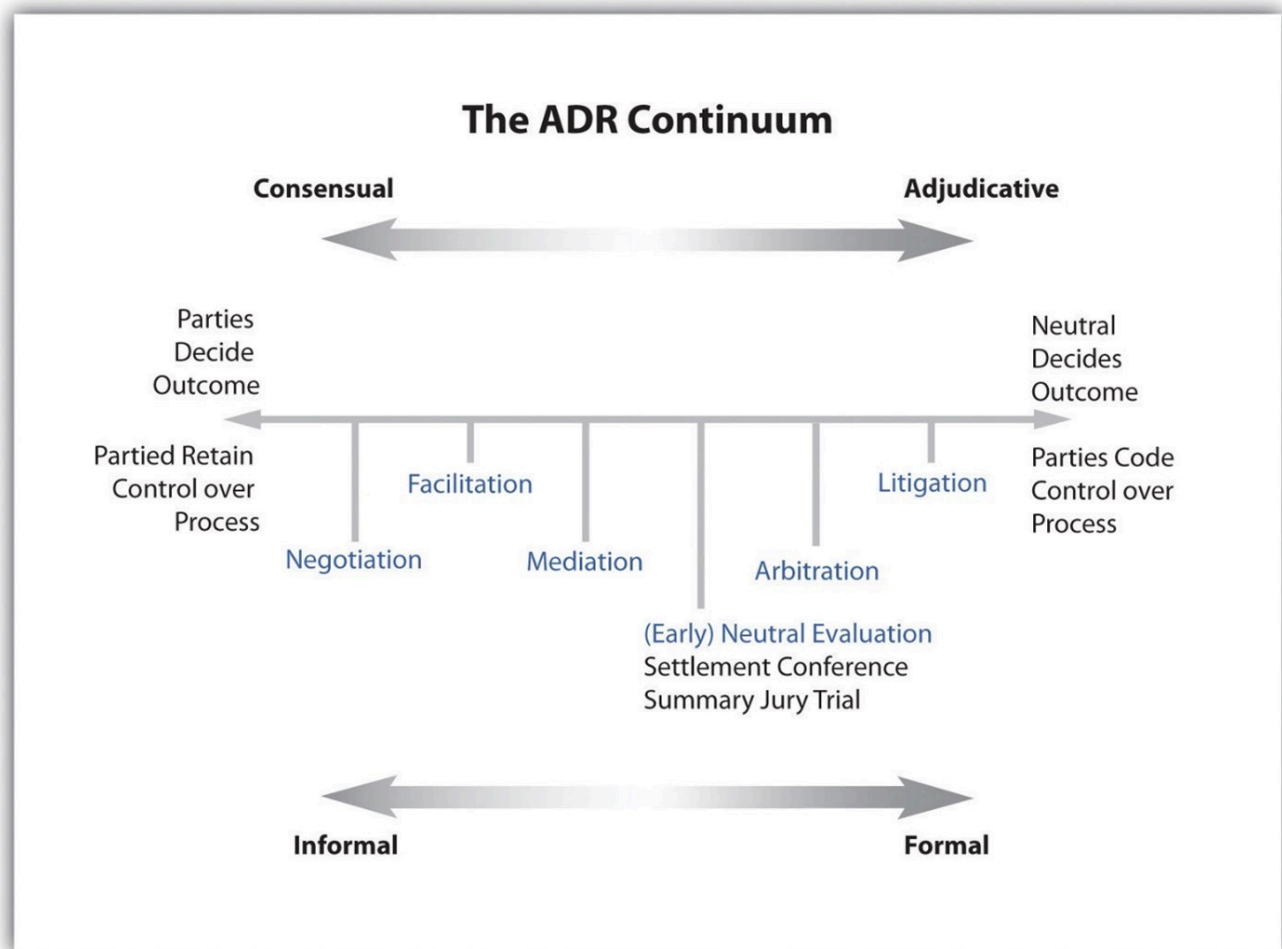 The ADR Continuum
Consensual
Adjudicative
Parties
Decide
Outcome
Neutral
Decides
Outcome
Partied Retain
Control over
Process
Parties Code
Control over
Process
Facilitation
Litigation
Negotiation
Mediation
Arbitration
(Early) Neutral Evaluation
Settlement Conference
Summary Jury Trial
Informal
Formal